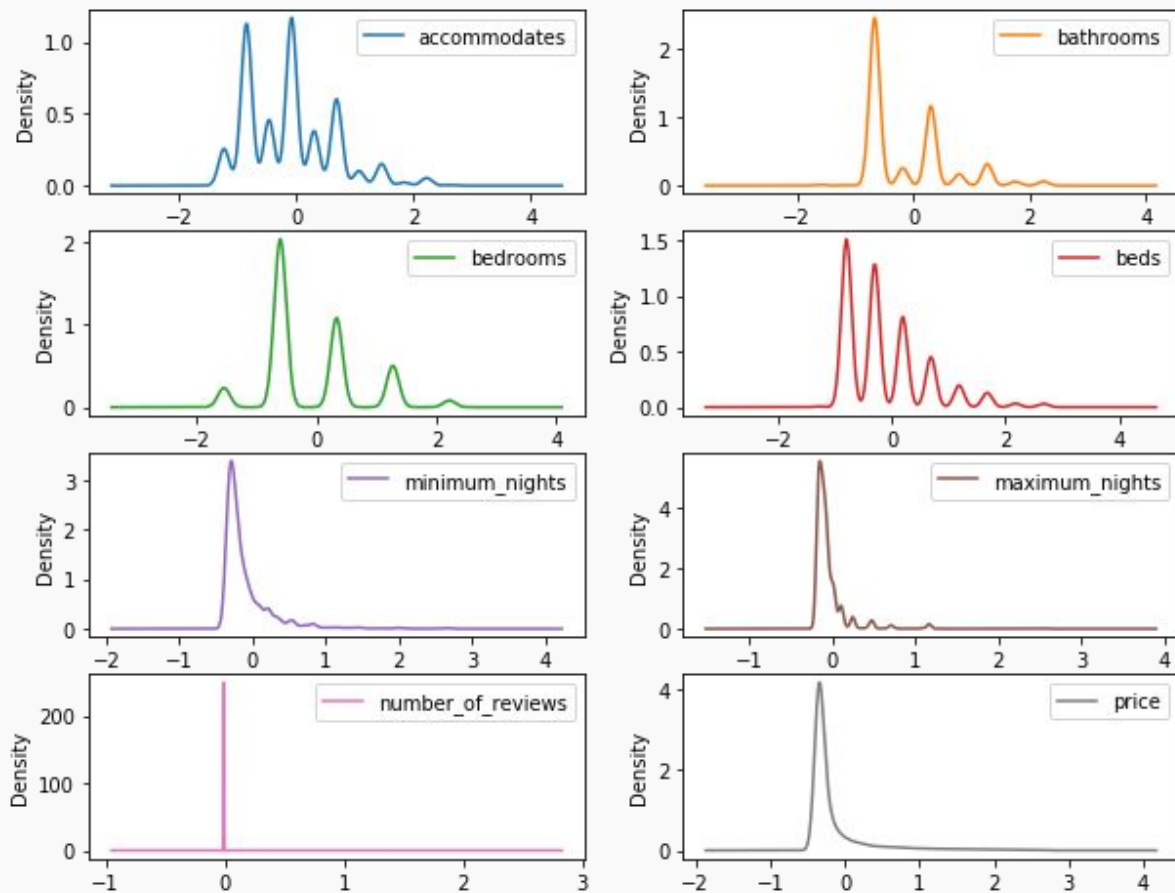 accommodates
Density
1.0
0.5
0.0
−2 0 2 4
bathrooms
Density
2
1
0
−2 0 2 4
bedrooms
Density
2
1
0
−2 0 2 4
beds
Density
1.5
1.0
0.5
0.0
−2 0 2 4
minimum_nights
Density
3
2
1
0
−2 −1 0 1 2 3 4
maximum_nights
Density
4
2
0
−1 0 1 2 3 4
number_of_reviews
Density
200
100
0
−1 0 1 2 3
price
Density
4
2
0
−2 −1 0 1 2 3 4